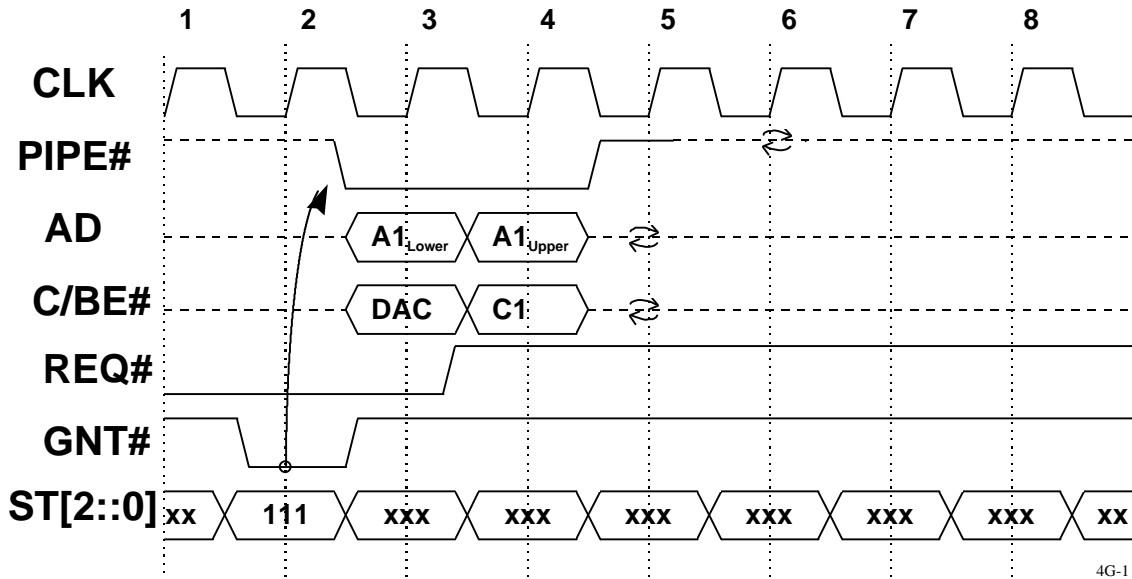 1 2 3 4 5 6 7 8
CLK
PIPE#
AD A1Lower A1Upper
C/BE# DAC C1
REQ#
GNT#
ST[2::0] xx 111 xxx xxx xxx xxx xxx xxx xx
4G-1